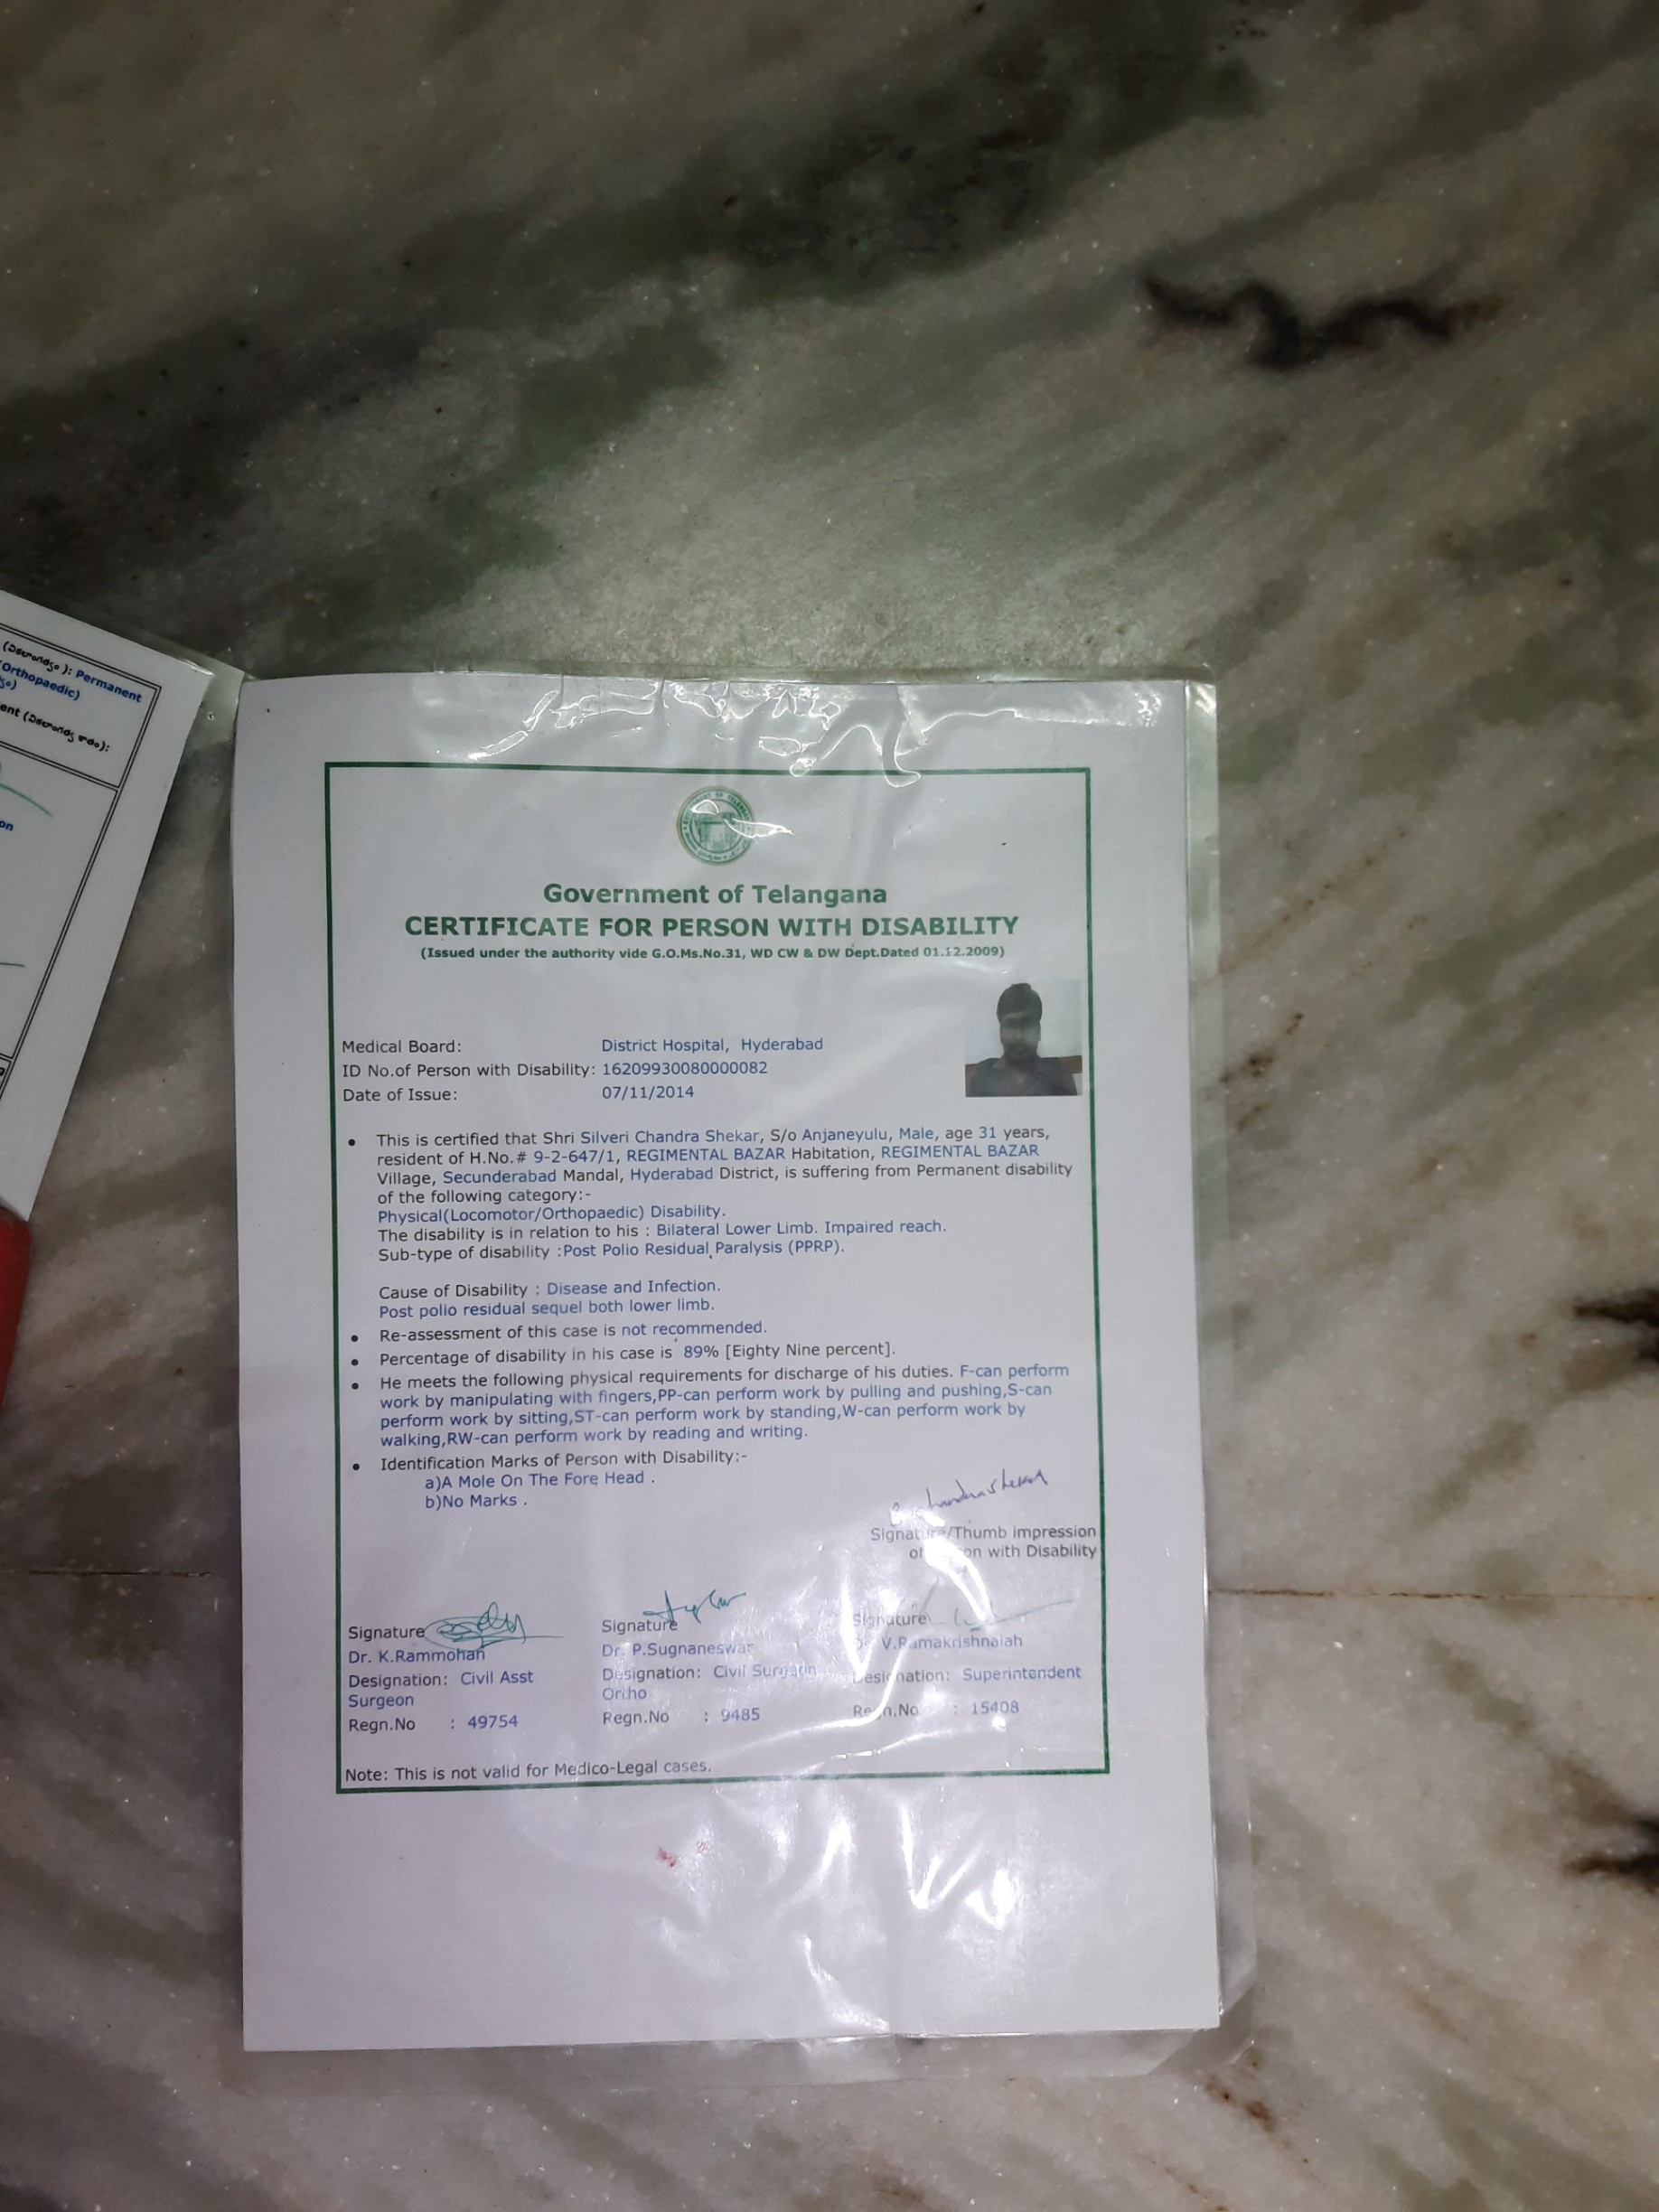 (విలాంగత్వం ): Permanent
(Orthopaedic)
ent
on
GOVERNMENT OF TELANGANA
Government of Telangana
CERTIFICATE FOR PERSON WITH DISABILITY
(Issued under the authority vide G.O.Ms.No.31, WD CW & DW Dept.Dated 01.12.2009)
Medical Board: District Hospital, Hyderabad
ID No.of Person with Disability: 16209930080000082
Date of Issue: 07/11/2014
• This is certified that Shri Silveri Chandra Shekar, S/o Anjaneyulu, Male, age 31 years,
resident of H.No.# 9-2-647/1, REGIMENTAL BAZAR Habitation, REGIMENTAL BAZAR
Village, Secunderabad Mandal, Hyderabad District, is suffering from Permanent disability
of the following category:-
Physical(Locomotor/Orthopaedic) Disability.
The disability is in relation to his : Bilateral Lower Limb. Impaired reach.
Sub-type of disability :Post Polio Residual Paralysis (PPRP).
Cause of Disability : Disease and Infection.
Post polio residual sequel both lower limb.
• Re-assessment of this case is not recommended.
• Percentage of disability in his case is 89% [Eighty Nine percent].
• He meets the following physical requirements for discharge of his duties. F-can perform
work by manipulating with fingers,PP-can perform work by pulling and pushing,S-can
perform work by sitting,ST-can perform work by standing,W-can perform work by
walking,RW-can perform work by reading and writing.
• Identification Marks of Person with Disability:-
a)A Mole On The Fore Head .
b)No Marks .
Signature/Thumb impression
of Person with Disability
Signature Signature Signature
Dr. K.Rammohan Dr. P.Sugnaneswar Dr. V.Ramakrishnaiah
Designation: Civil Asst Designation: Civil Surgeon Designation: Superintendent
Surgeon Ortho
Regn.No : 49754 Regn.No : 9485 Regn.No : 15408
Note: This is not valid for Medico-Legal cases.